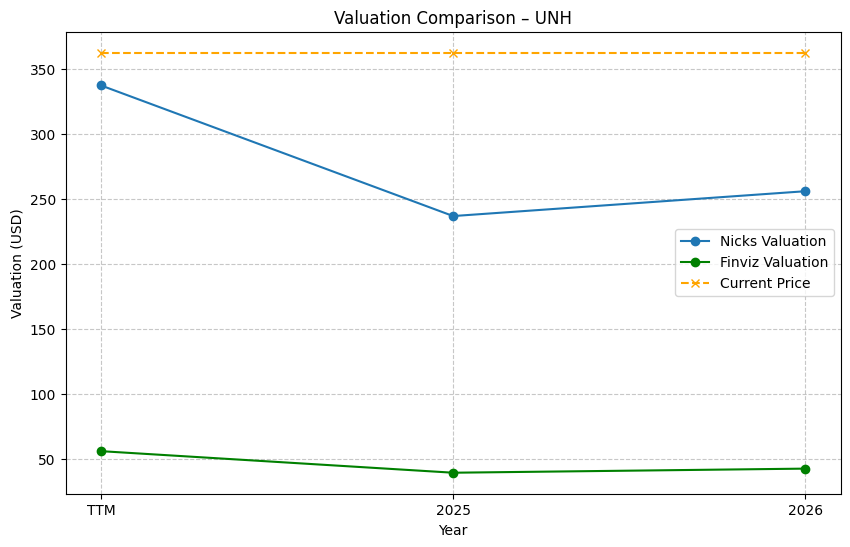 Valuation Comparison – UNH
Valuation (USD)
350
300
250
200
150
100
50
Nicks Valuation
Finviz Valuation
Current Price
TTM
2025
2026
Year